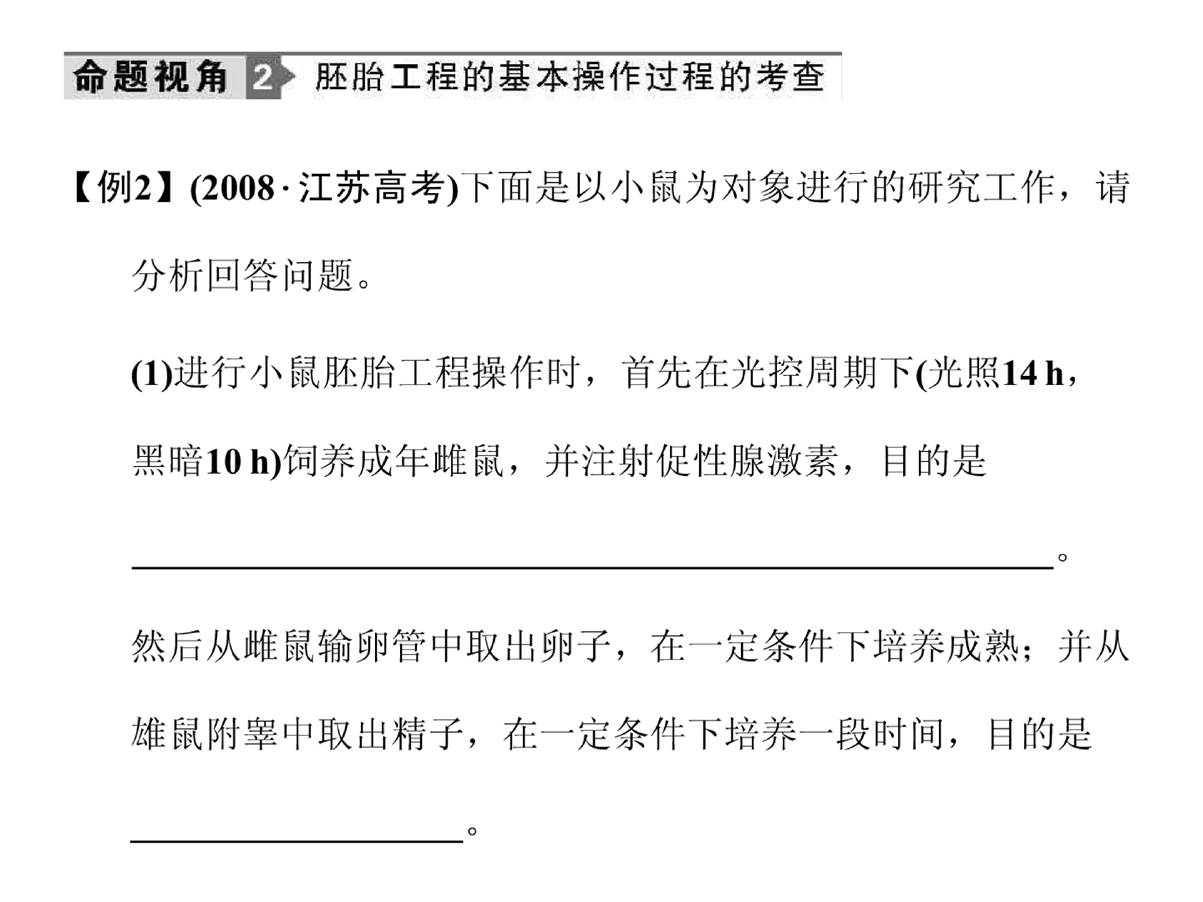 命题视角2 胚胎工程的基本操作过程的考查
【例2】(2008·江苏高考)下面是以小鼠为对象进行的研究工作，请
分析回答问题。
(1)进行小鼠胚胎工程操作时，首先在光控周期下(光照14 h，
黑暗10 h)饲养成年雌鼠，并注射促性腺激素，目的是
________________________________________________。
然后从雌鼠输卵管中取出卵子，在一定条件下培养成熟；并从
雄鼠附睾中取出精子，在一定条件下培养一段时间，目的是
__________________。